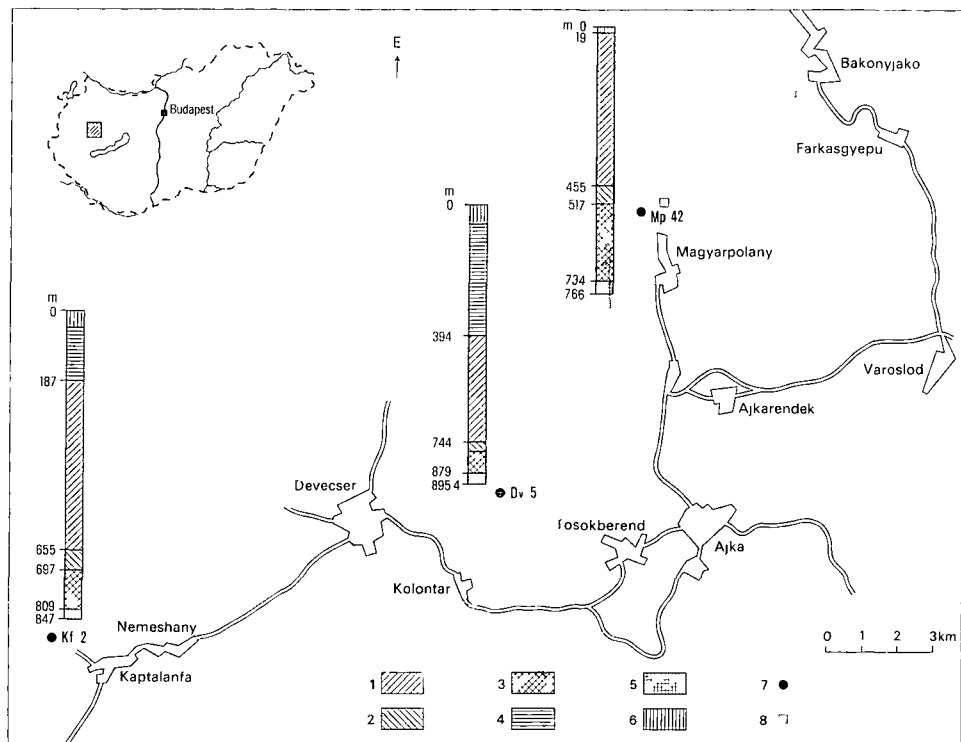 E
Budapest
m 0
19
455
517
734
766
Mp 42
Magyarpolany
Bakonyjako
Farkasgyepu
Varoslod
Ajkarendek
m
0
394
744
879
895 4
Dv 5
m
0
187
655
697
809
847
Kf 2
Devecser
Kolontar
Nemeshany
Kaptalanfa
Tosokberend
Ajka
0 1 2 3 km
1
2
3
4
5
6
7
8